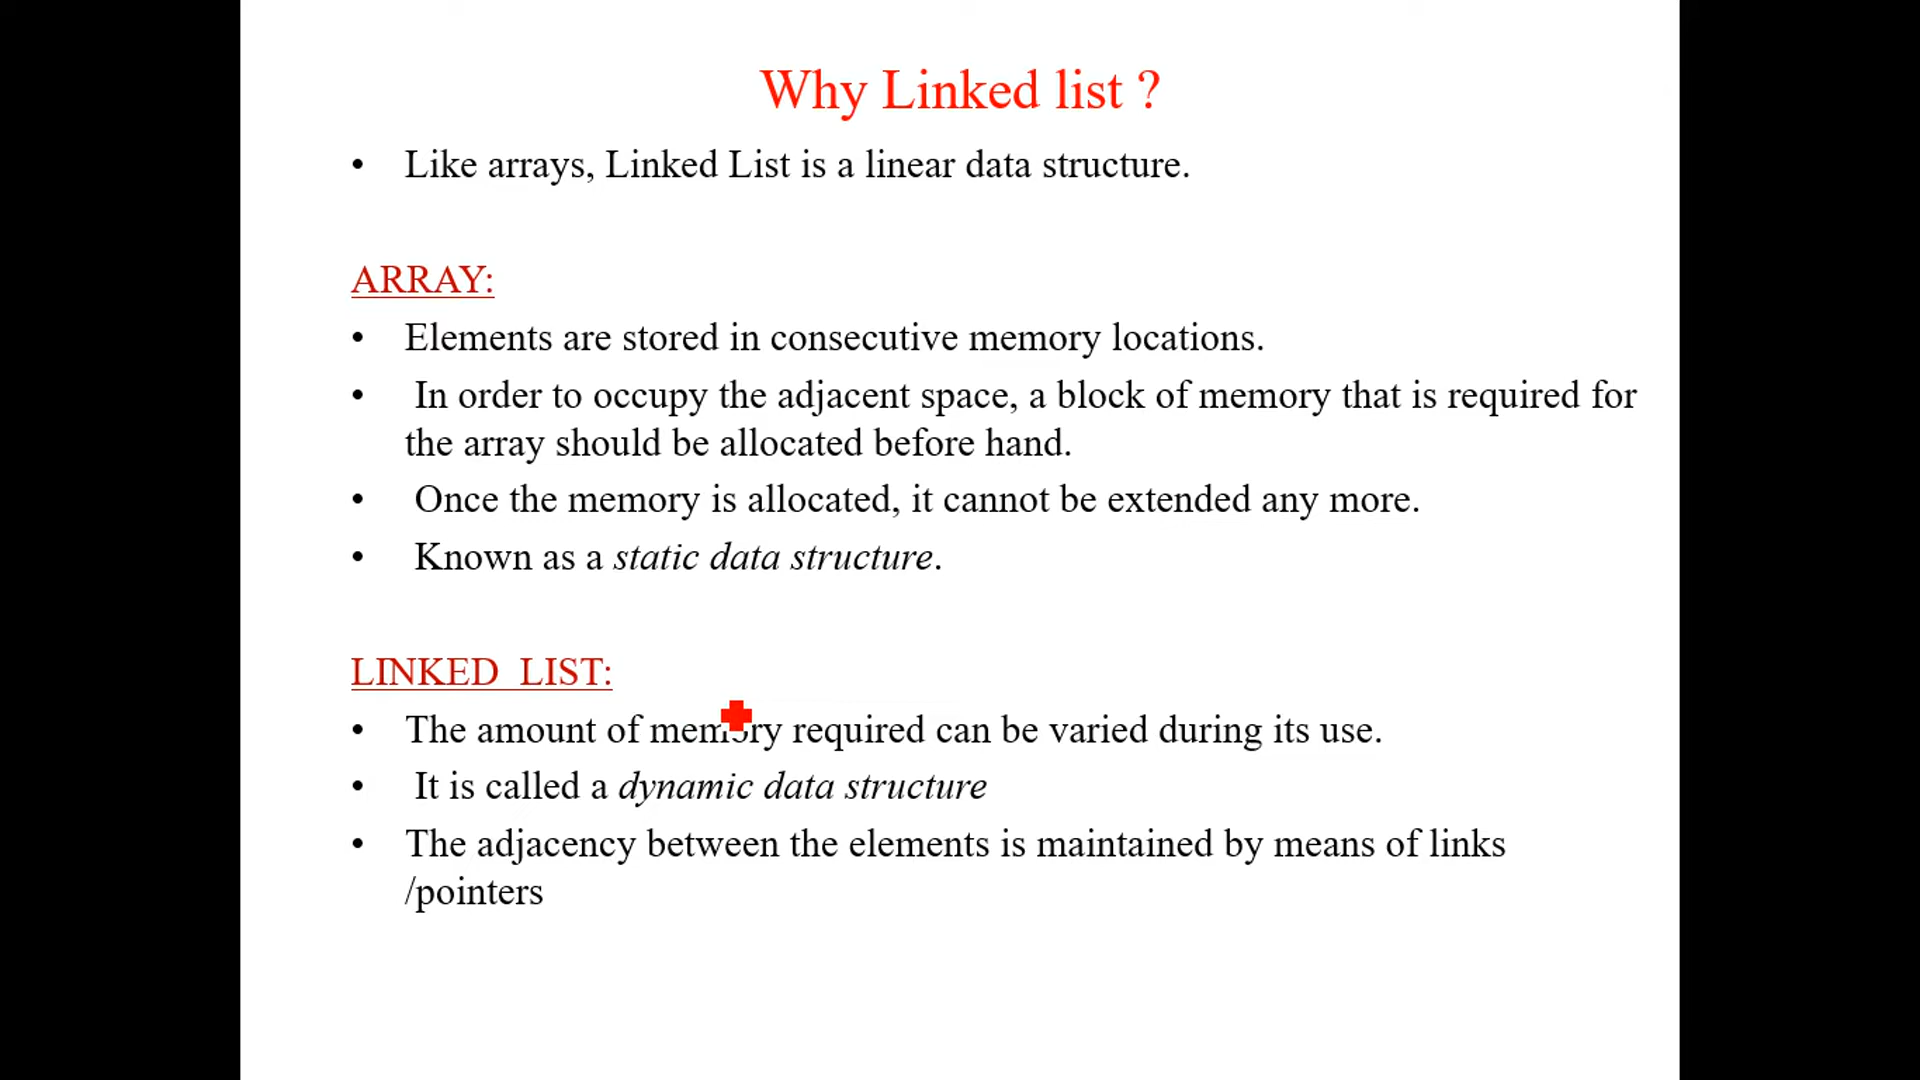 Why Linked list ?
• Like arrays, Linked List is a linear data structure.
ARRAY:
• Elements are stored in consecutive memory locations.
• In order to occupy the adjacent space, a block of memory that is required for
the array should be allocated before hand.
• Once the memory is allocated, it cannot be extended any more.
• Known as a static data structure.
LINKED LIST:
• The amount of memory required can be varied during its use.
• It is called a dynamic data structure
• The adjacency between the elements is maintained by means of links
/pointers